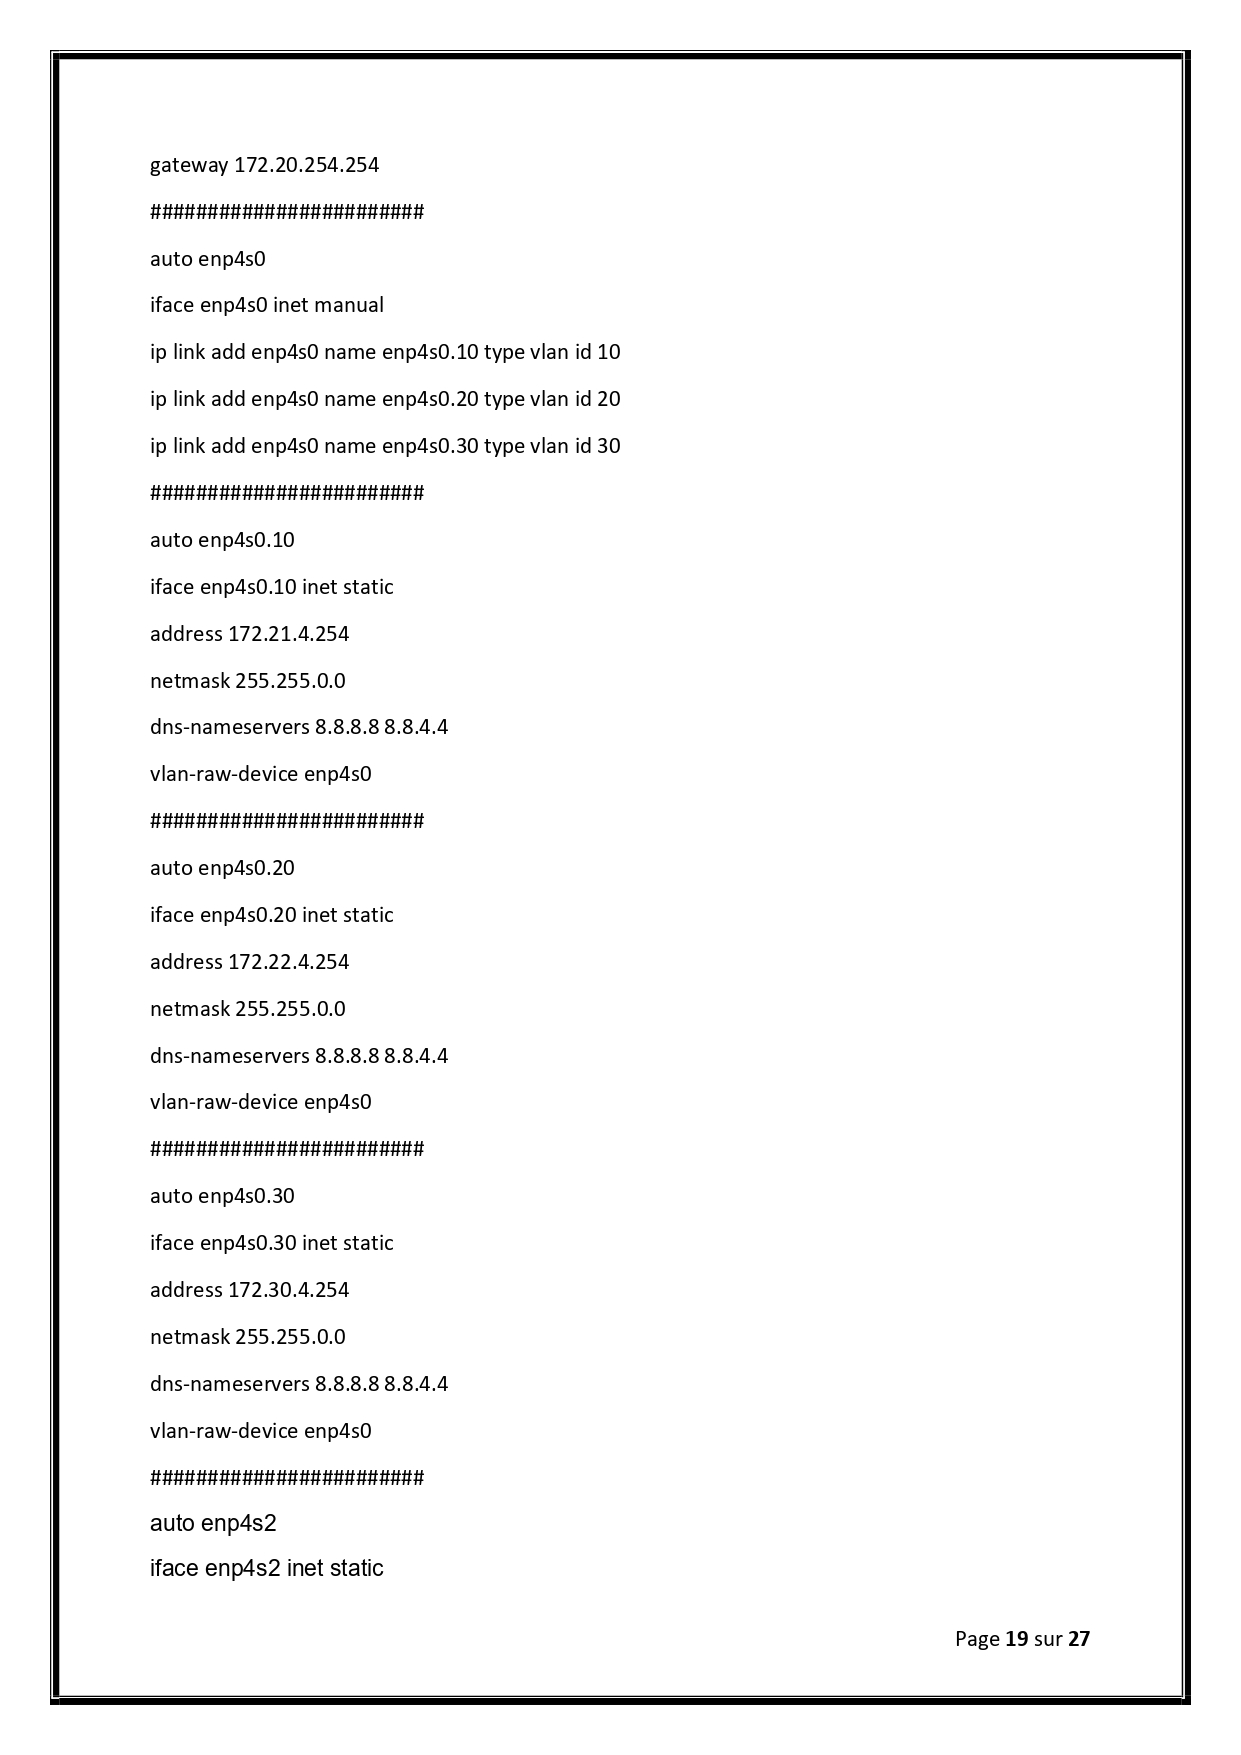 gateway 172.20.254.254
########################
auto enp4s0
iface enp4s0 inet manual
ip link add enp4s0 name enp4s0.10 type vlan id 10
ip link add enp4s0 name enp4s0.20 type vlan id 20
ip link add enp4s0 name enp4s0.30 type vlan id 30
########################
auto enp4s0.10
iface enp4s0.10 inet static
address 172.21.4.254
netmask 255.255.0.0
dns-nameservers 8.8.8.8 8.8.4.4
vlan-raw-device enp4s0
########################
auto enp4s0.20
iface enp4s0.20 inet static
address 172.22.4.254
netmask 255.255.0.0
dns-nameservers 8.8.8.8 8.8.4.4
vlan-raw-device enp4s0
########################
auto enp4s0.30
iface enp4s0.30 inet static
address 172.30.4.254
netmask 255.255.0.0
dns-nameservers 8.8.8.8 8.8.4.4
vlan-raw-device enp4s0
########################
auto enp4s2
iface enp4s2 inet static
Page 19 sur 27